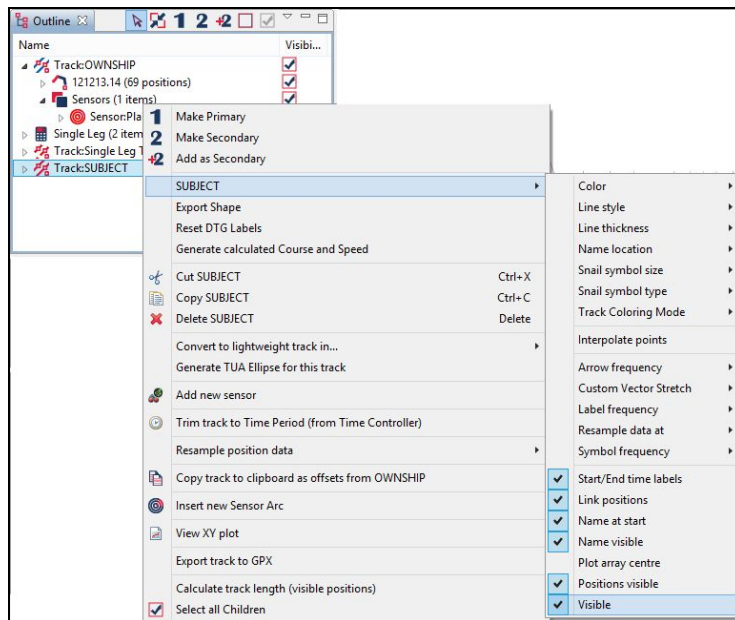 Outline
1 2 +2
Name Visibi...
Track:OWNSHIP
121213.14 (69 positions)
Sensors (1 items)
Sensor:Pla
Single Leg (2 item
Track:Single Leg T
Track:SUBJECT
1 Make Primary
2 Make Secondary
+2 Add as Secondary
SUBJECT
Export Shape
Reset DTG Labels
Generate calculated Course and Speed
Cut SUBJECT Ctrl+X
Copy SUBJECT Ctrl+C
Delete SUBJECT Delete
Convert to lightweight track in...
Generate TUA Ellipse for this track
Add new sensor
Trim track to Time Period (from Time Controller)
Resample position data
Copy track to clipboard as offsets from OWNSHIP
Insert new Sensor Arc
View XY plot
Export track to GPX
Calculate track length (visible positions)
Select all Children
Color
Line style
Line thickness
Name location
Snail symbol size
Snail symbol type
Track Coloring Mode
Interpolate points
Arrow frequency
Custom Vector Stretch
Label frequency
Resample data at
Symbol frequency
Start/End time labels
Link positions
Name at start
Name visible
Plot array centre
Positions visible
Visible